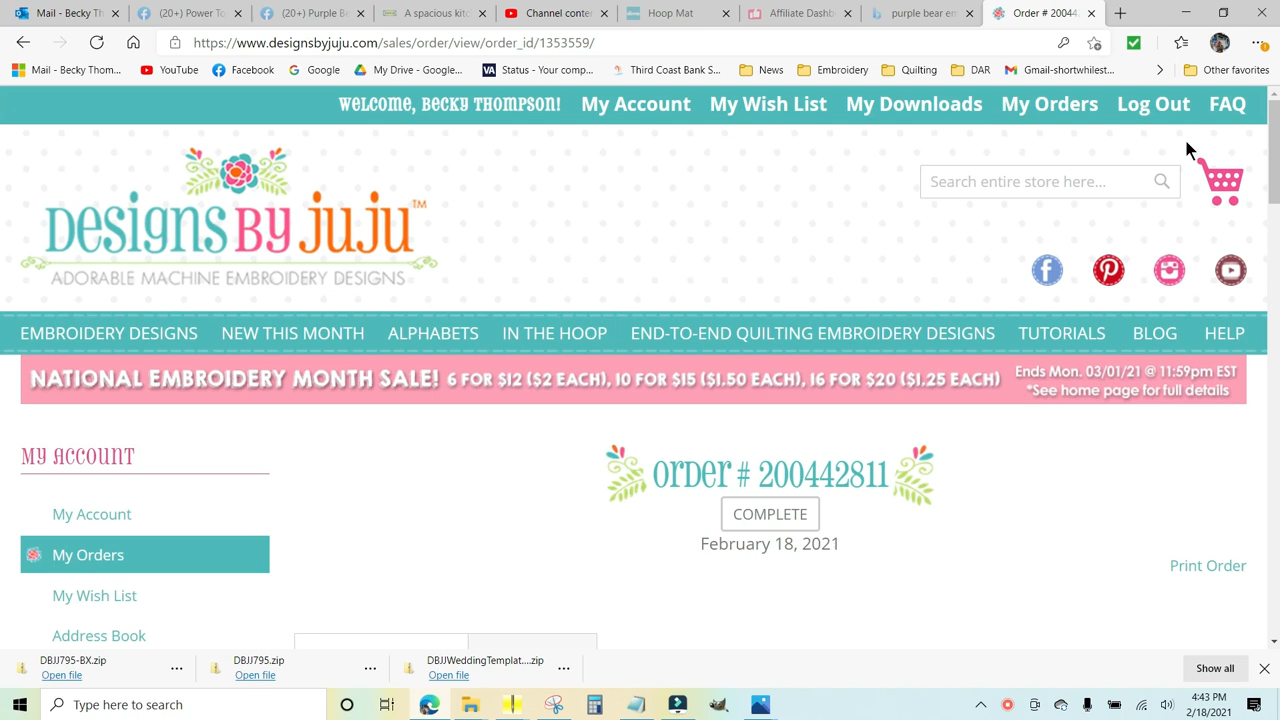 (20+) Power To
(20+) Purple Be
A spacious kitc
Channel conter
Hoop Mat
Affiliate Dashb
purple bear em
Order # 20044
https://www.designsbyjuju.com/sales/order/view/order_id/1353559/
Mail - Becky Thom...
YouTube
Facebook
Google
My Drive - Google...
VA Status - Your comp...
Third Coast Bank S...
News
Embroidery
Quilting
DAR
Gmail-shortwhilest...
Other favorites
Welcome, Becky Thompson!
My Account
My Wish List
My Downloads
My Orders
Log Out
FAQ
Search entire store here...
Designs By JuJu™
ADORABLE MACHINE EMBROIDERY DESIGNS
EMBROIDERY DESIGNS
NEW THIS MONTH
ALPHABETS
IN THE HOOP
END-TO-END QUILTING EMBROIDERY DESIGNS
TUTORIALS
BLOG
HELP
NATIONAL EMBROIDERY MONTH SALE! 6 FOR $12 ($2 EACH), 10 FOR $15 ($1.50 EACH), 16 FOR $20 ($1.25 EACH)
Ends Mon. 03/01/21 @ 11:59pm EST
*See home page for full details
My Account
Order # 200442811
COMPLETE
My Account
February 18, 2021
My Orders
Print Order
My Wish List
Address Book
DBJJ795-BX.zip
Open file
DBJJ795.zip
Open file
DBJJWeddingTemplat....zip
Open file
Show all
Type here to search
4:43 PM
2/18/2021